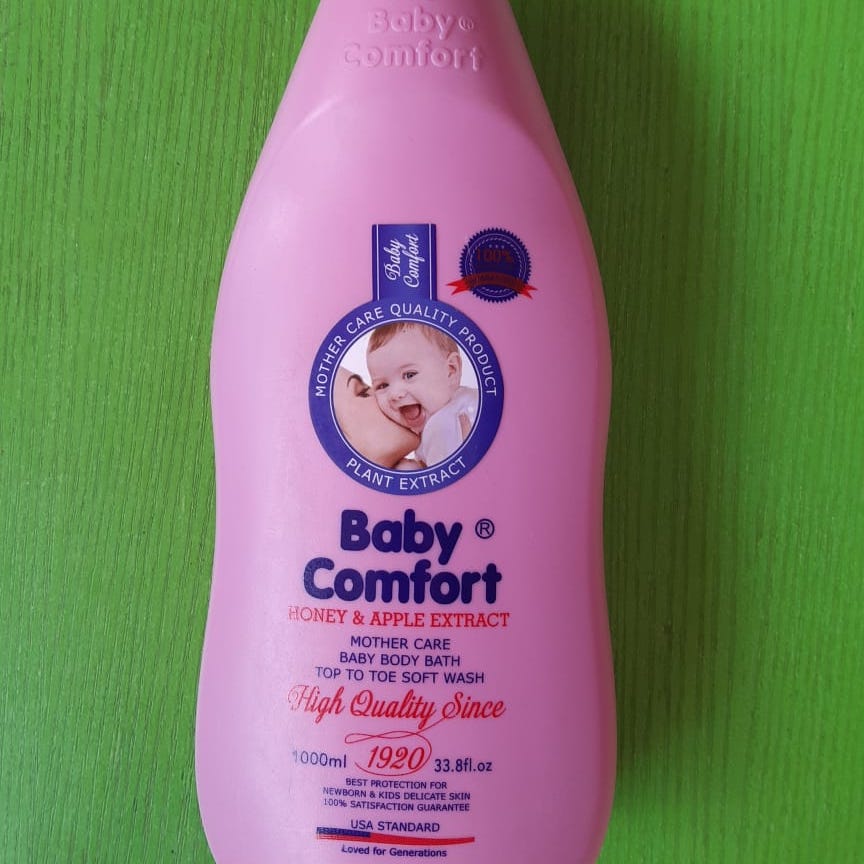 Baby®
Comfort
Baby
Comfort
100%
MOTHER CARE QUALITY PRODUCT
PLANT EXTRACT
Baby ®
Comfort
HONEY & APPLE EXTRACT
MOTHER CARE
BABY BODY BATH
TOP TO TOE SOFT WASH
High Quality Since
1000ml 1920 33.8fl.oz
BEST PROTECTION FOR
NEWBORN & KIDS DELICATE SKIN
100% SATISFACTION GUARANTEE
USA STANDARD
Loved for Generations